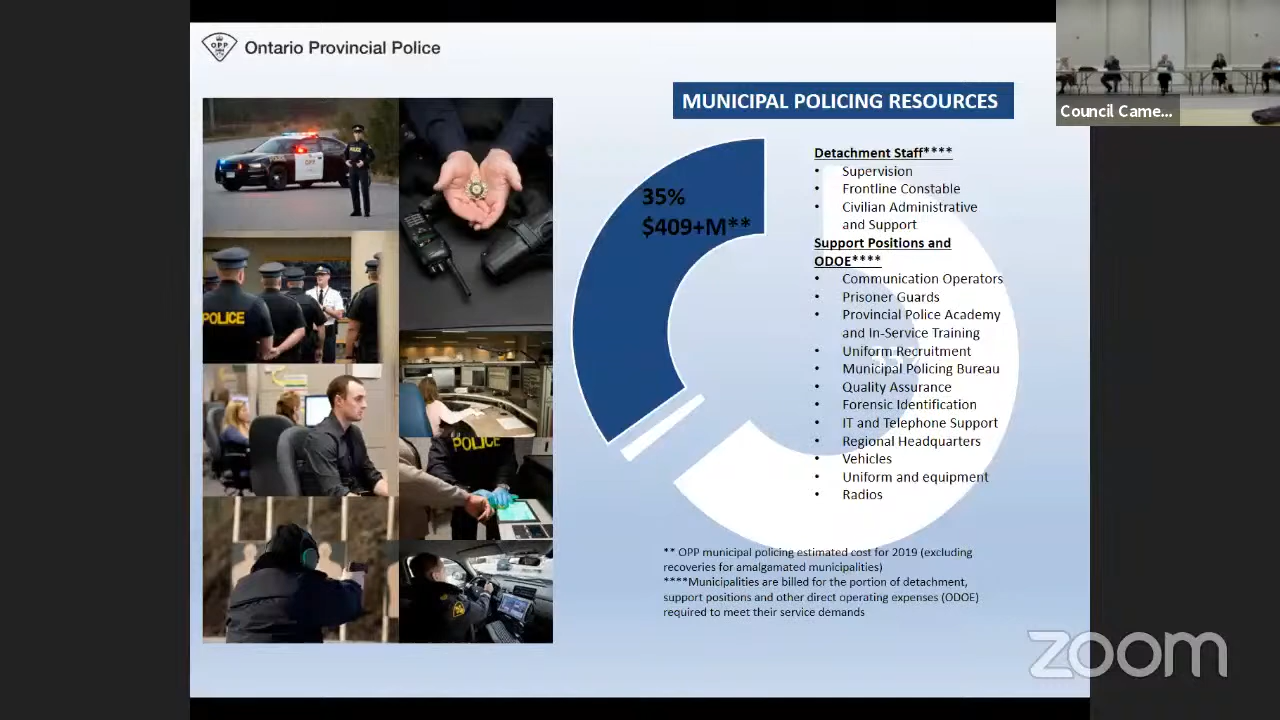 OPP
Ontario Provincial Police
MUNICIPAL POLICING RESOURCES
Council Came...
35%
$409+M**
Detachment Staff****
• Supervision
• Frontline Constable
• Civilian Administrative
and Support
Support Positions and
ODOE****
• Communication Operators
• Prisoner Guards
• Provincial Police Academy
and In-Service Training
• Uniform Recruitment
• Municipal Policing Bureau
• Quality Assurance
• Forensic Identification
• IT and Telephone Support
• Regional Headquarters
• Vehicles
• Uniform and equipment
• Radios
** OPP municipal policing estimated cost for 2019 (excluding
recoveries for amalgamated municipalities)
****Municipalities are billed for the portion of detachment,
support positions and other direct operating expenses (ODOE)
required to meet their service demands
POLICE
POLICE
OPP
zoom